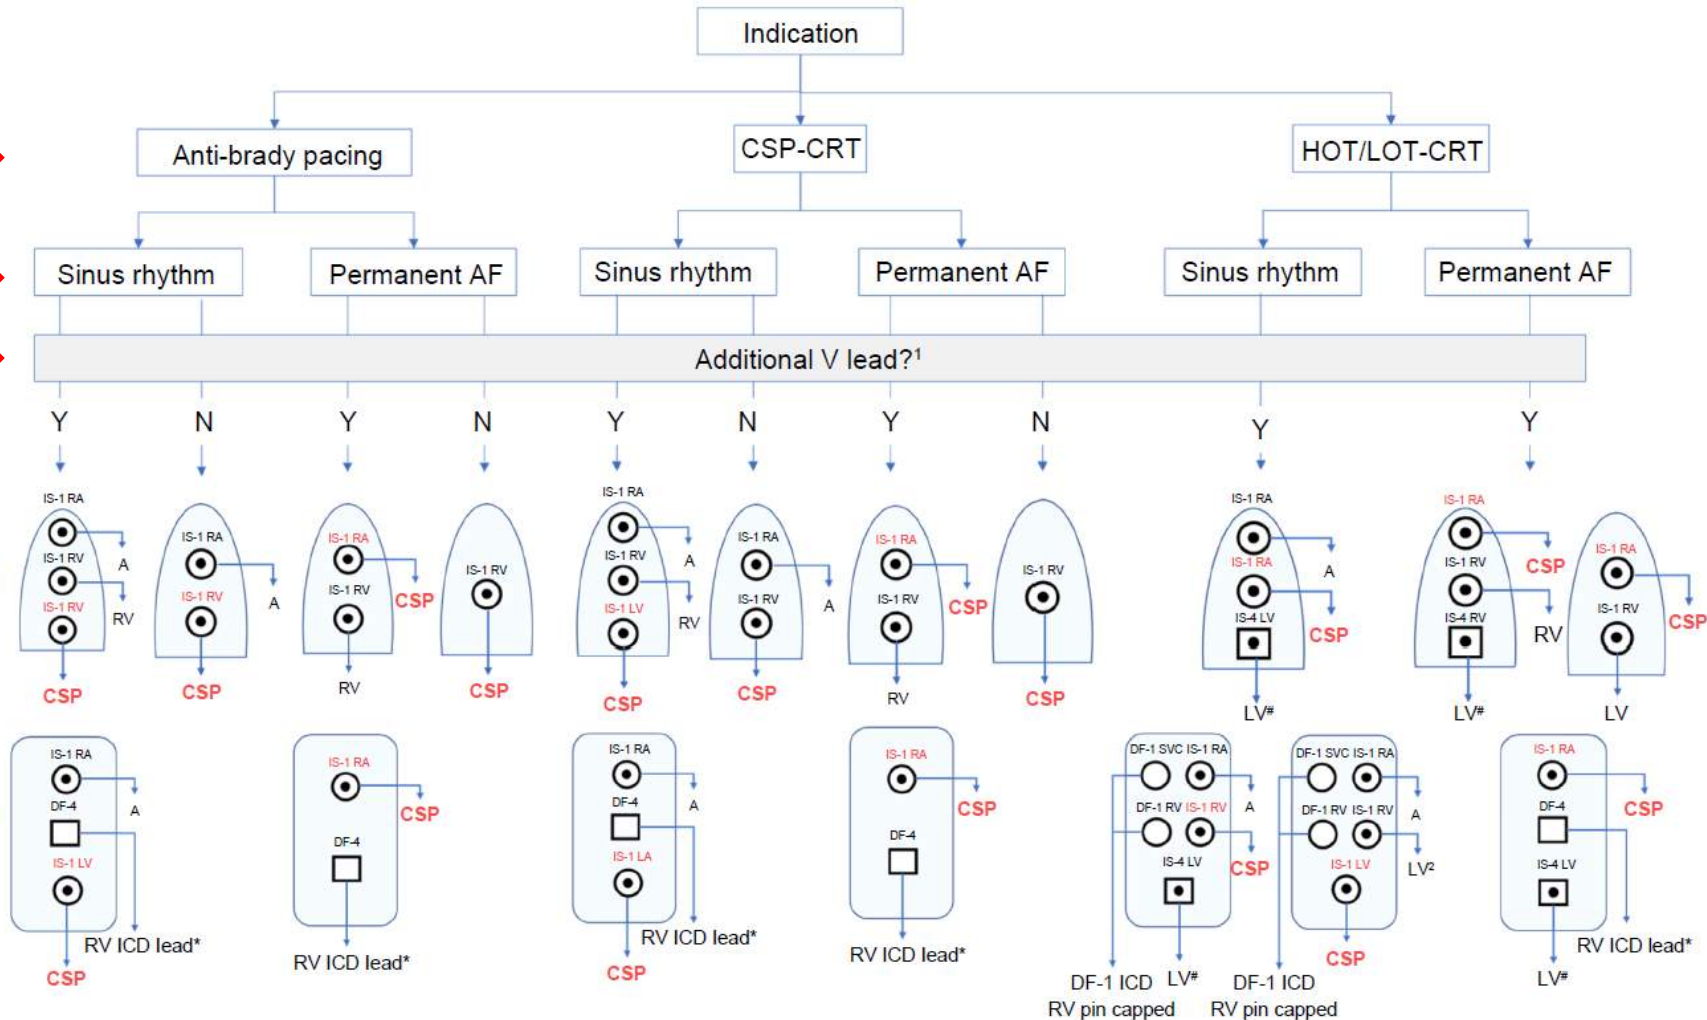 Indication
Anti-brady pacing
CSP-CRT
HOT/LOT-CRT
Sinus rhythm
Permanent AF
Sinus rhythm
Permanent AF
Sinus rhythm
Permanent AF
Additional V lead?¹
Y
N
Y
N
Y
N
Y
N
Y
Y
IS-1 RA
A
IS-1 RV
RV
IS-1 RV
CSP
IS-1 RA
A
IS-1 RV
CSP
IS-1 RA
CSP
IS-1 RV
RV
IS-1 RV
CSP
IS-1 RA
A
IS-1 RV
RV
IS-1 LV
CSP
IS-1 RA
A
IS-1 RV
CSP
IS-1 RA
CSP
IS-1 RV
RV
IS-1 RV
CSP
IS-1 RA
A
IS-1 RA
CSP
IS-4 LV
LV#
IS-1 RA
CSP
IS-1 RV
RV
IS-4 RV
LV#
IS-1 RA
CSP
IS-1 RV
LV
IS-1 RA
A
DF-4
IS-1 LV
RV ICD lead*
CSP
IS-1 RA
CSP
DF-4
RV ICD lead*
IS-1 RA
A
DF-4
IS-1 LA
RV ICD lead*
CSP
IS-1 RA
CSP
DF-4
RV ICD lead*
DF-1 SVC IS-1 RA
A
DF-1 RV IS-1 RV
CSP
IS-4 LV
DF-1 ICD
RV pin capped
LV#
DF-1 SVC IS-1 RA
A
DF-1 RV IS-1 RV
LV²
IS-1 LV
CSP
DF-1 ICD
RV pin capped
IS-1 RA
CSP
DF-4
IS-4 LV
RV ICD lead*
LV#